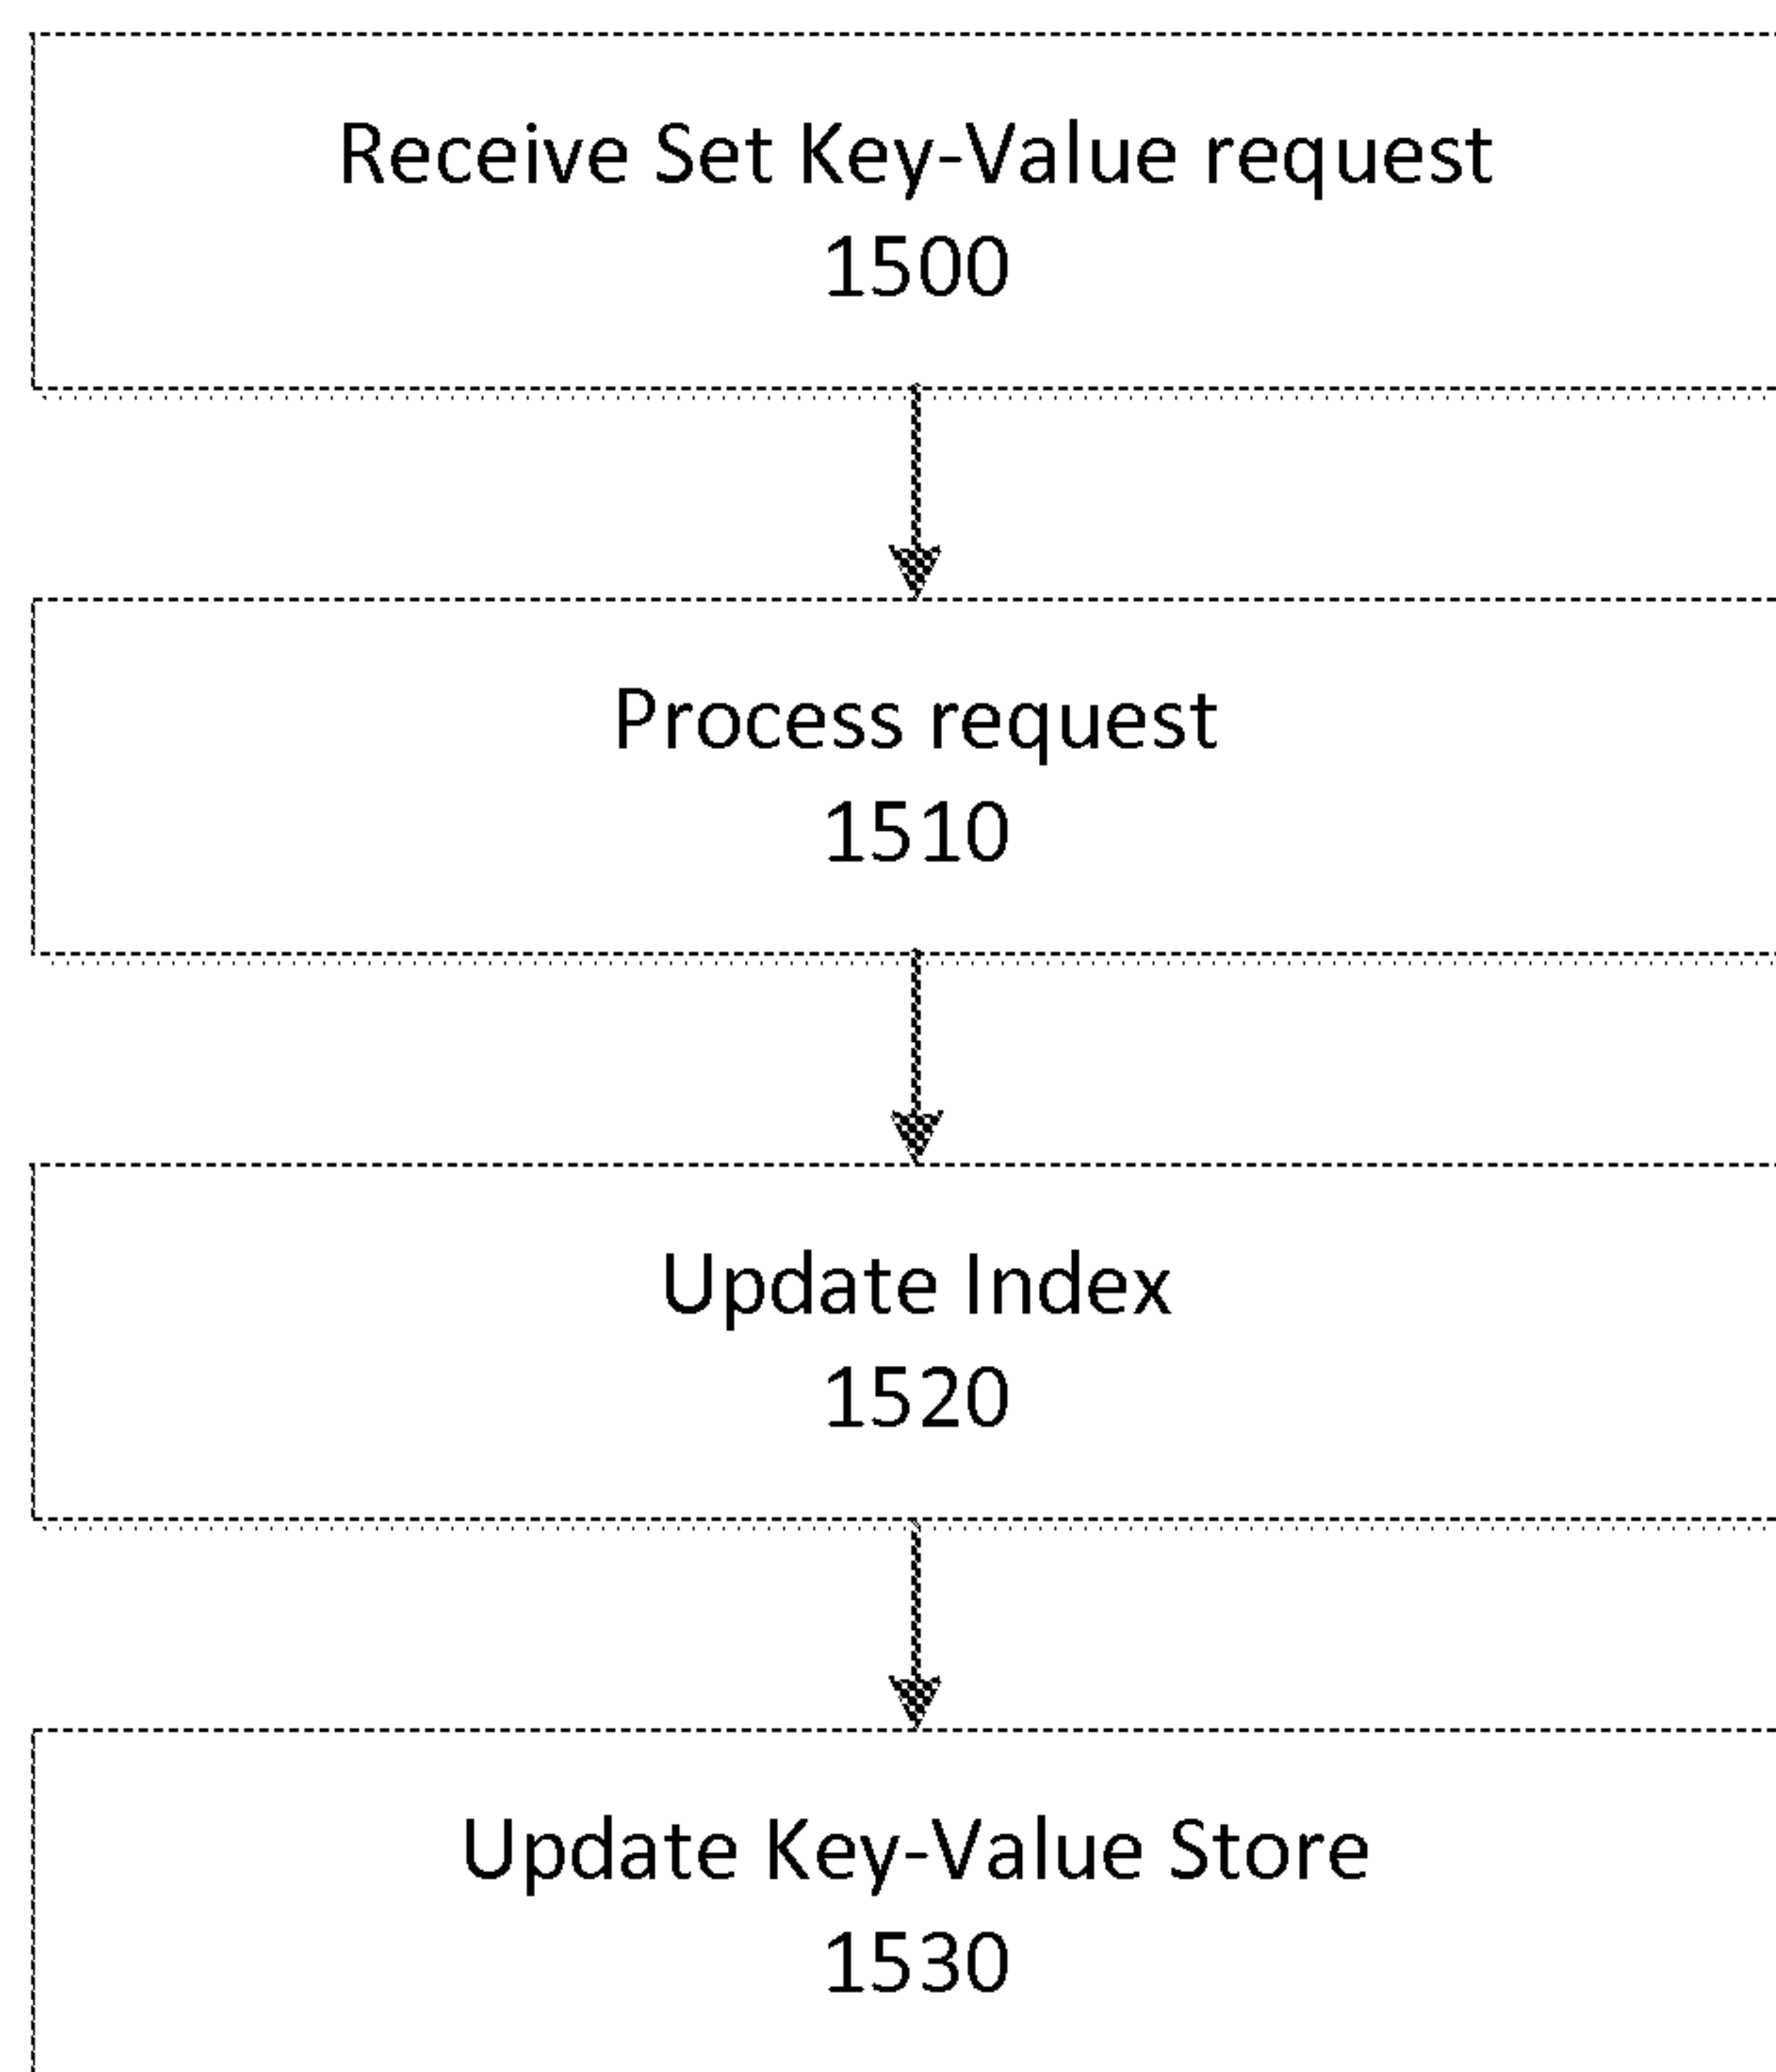 Receive Set Key-Value request
1500
Process request
1510
Update Index
1520
Update Key-Value Store
1530